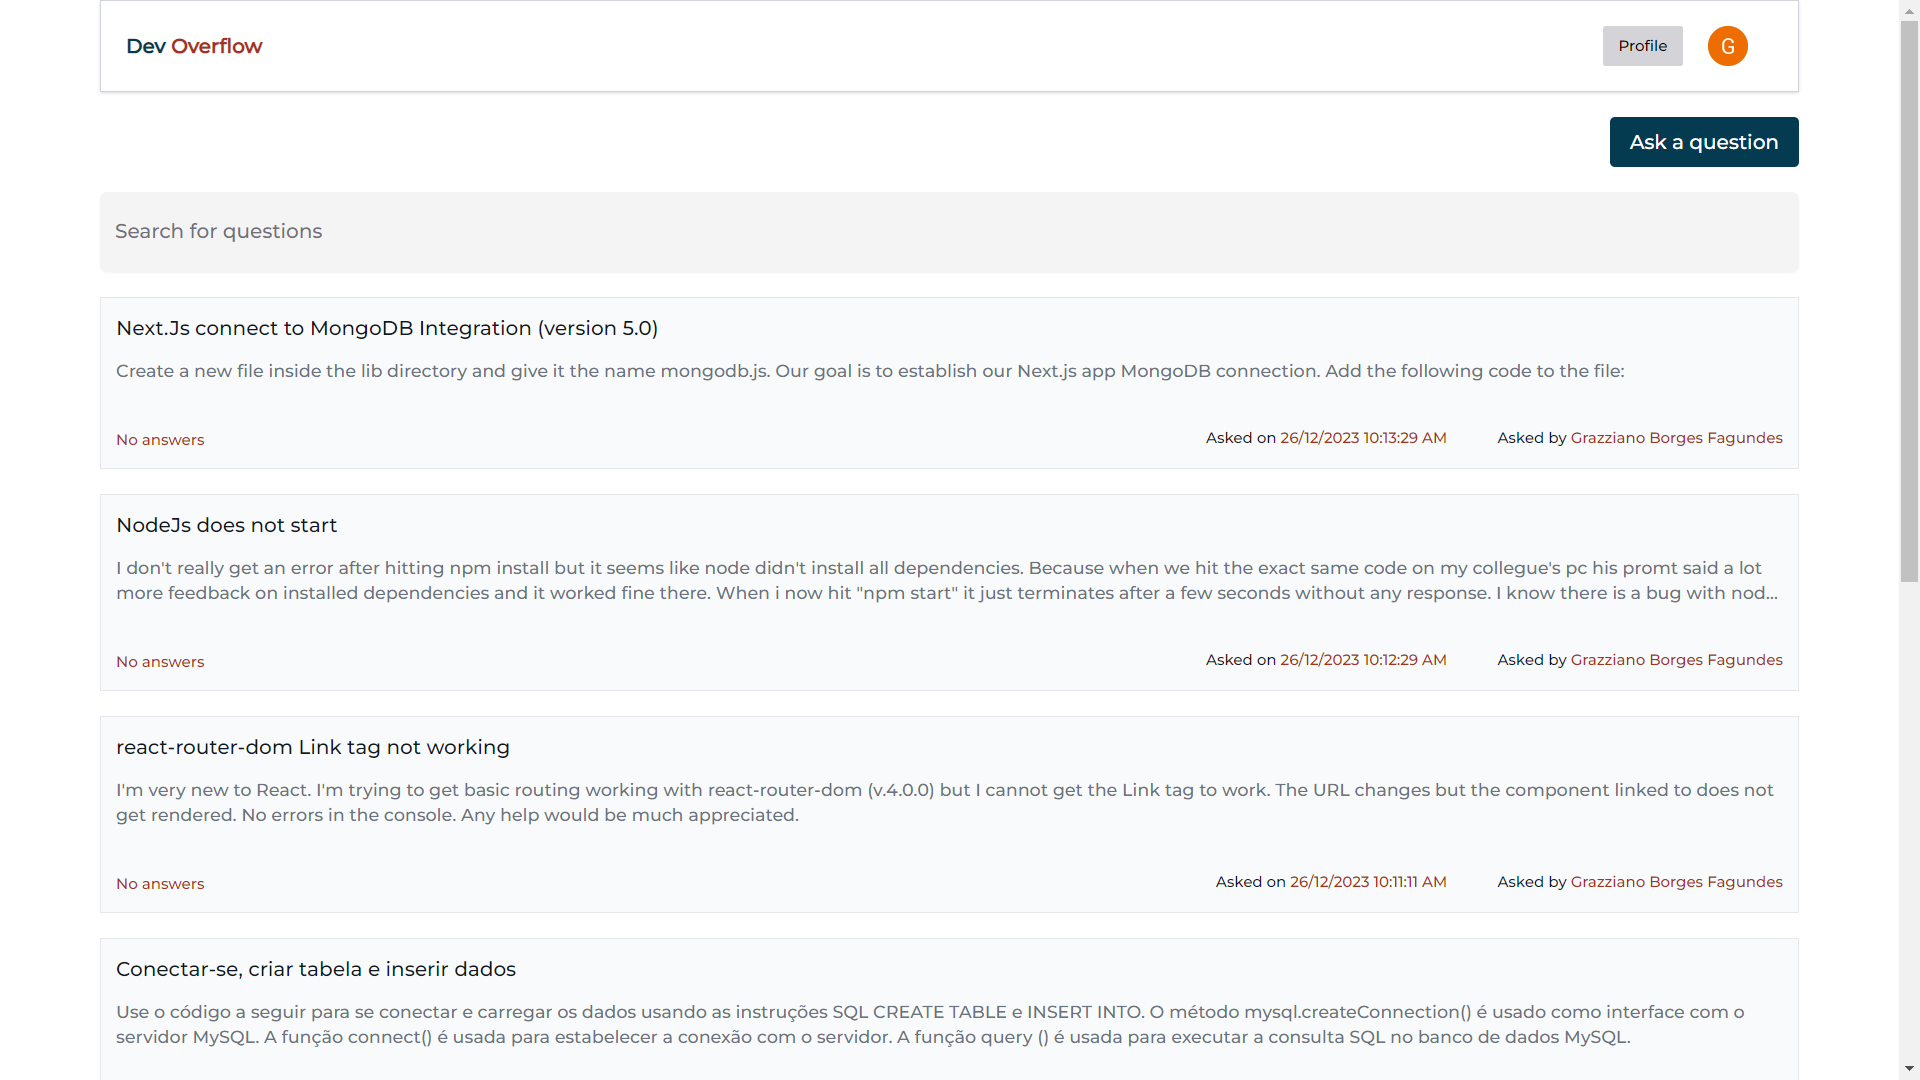 Dev Overflow
Profile
G
Ask a question
Search for questions
Next.Js connect to MongoDB Integration (version 5.0)
Create a new file inside the lib directory and give it the name mongodb.js. Our goal is to establish our Next.js app MongoDB connection. Add the following code to the file:
No answers
Asked on 26/12/2023 10:13:29 AM
Asked by Grazziano Borges Fagundes
NodeJs does not start
I don't really get an error after hitting npm install but it seems like node didn't install all dependencies. Because when we hit the exact same code on my collegue's pc his promt said a lot
more feedback on installed dependencies and it worked fine there. When i now hit "npm start" it just terminates after a few seconds without any response. I know there is a bug with nod...
No answers
Asked on 26/12/2023 10:12:29 AM
Asked by Grazziano Borges Fagundes
react-router-dom Link tag not working
I'm very new to React. I'm trying to get basic routing working with react-router-dom (v.4.0.0) but I cannot get the Link tag to work. The URL changes but the component linked to does not
get rendered. No errors in the console. Any help would be much appreciated.
No answers
Asked on 26/12/2023 10:11:11 AM
Asked by Grazziano Borges Fagundes
Conectar-se, criar tabela e inserir dados
Use o código a seguir para se conectar e carregar os dados usando as instruções SQL CREATE TABLE e INSERT INTO. O método mysql.createConnection() é usado como interface com o
servidor MySQL. A função connect() é usada para estabelecer a conexão com o servidor. A função query () é usada para executar a consulta SQL no banco de dados MySQL.